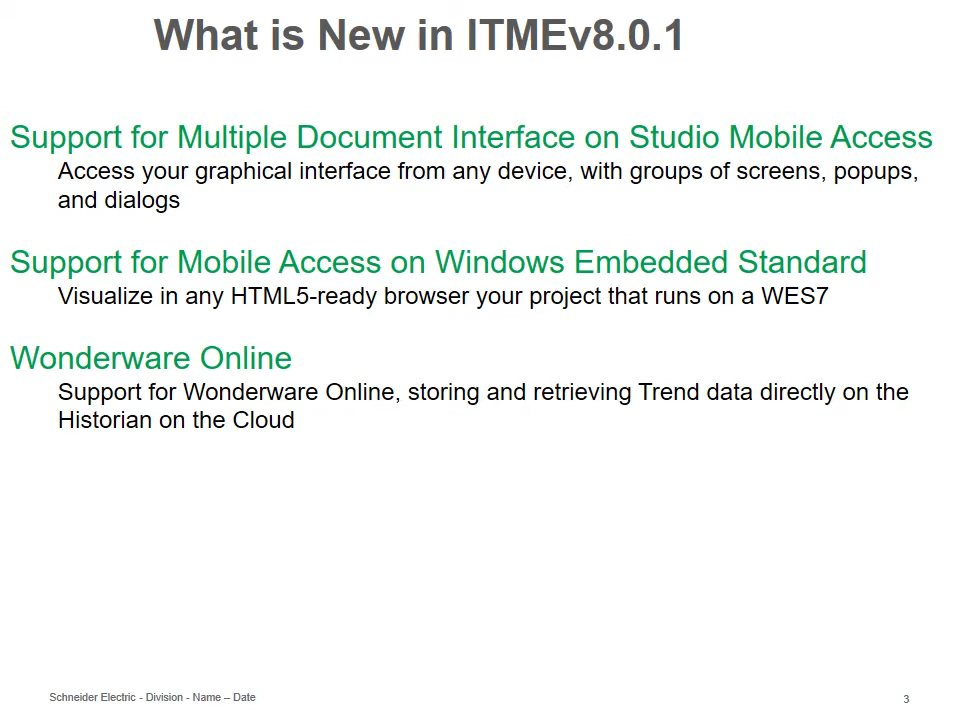 What is New in ITMEv8.0.1
Support for Multiple Document Interface on Studio Mobile Access
Access your graphical interface from any device, with groups of screens, popups,
and dialogs
Support for Mobile Access on Windows Embedded Standard
Visualize in any HTML5-ready browser your project that runs on a WES7
Wonderware Online
Support for Wonderware Online, storing and retrieving Trend data directly on the
Historian on the Cloud
Schneider Electric - Division - Name – Date
3